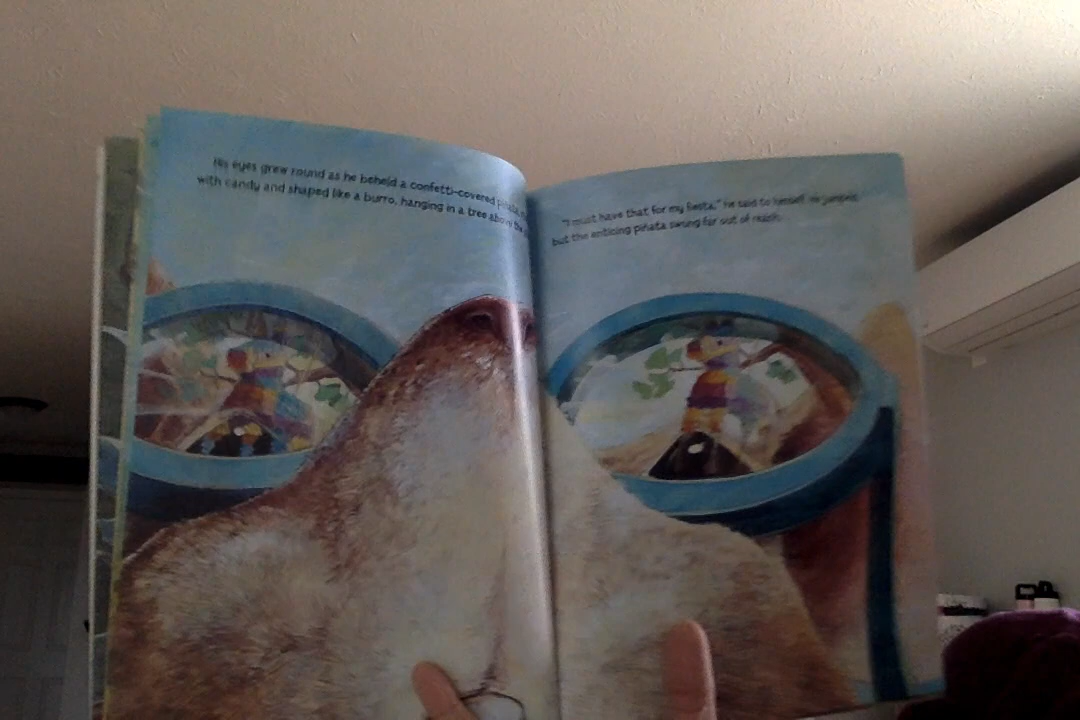 His eyes grew round as he beheld a confetti-covered piñata,
with candy and shaped like a burro, hanging in a tree above the
"I must have that for my fiesta," he said to himself. He jumped,
but the enticing piñata swung far out of reach.